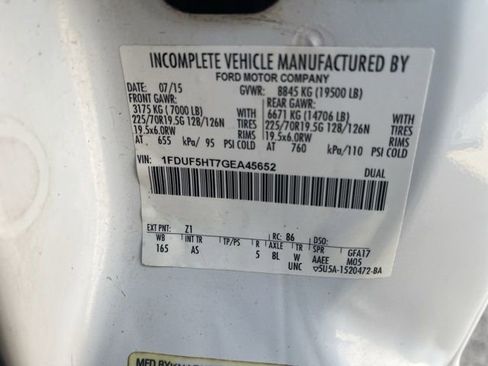 INCOMPLETE VEHICLE MANUFACTURED BY
FORD MOTOR COMPANY
07/15 GVWR: 8845 KG (19500 LB)
FRONT GAWR: REAR GAWR:
3175 KG (7000 LB) WITH 6671 KG (14706 LB) WITH
225/70R19.5G 128/126N TIRES 225/70R19.5G 128/126N TIRES
19.5x6.0RW RIMS 19.5x6.0RW RIMS
AT 655 kPa/ 95 PSI COLD AT 760 kPa/110 PSI COLD
VIN: 1FDUF5HT7GEA45652 DUAL
EXT PNT: Z1 RC: 86 DSO:
WB INT TR TP/PS R AXLE TR SPR GFA17
165 AS 5 BL W AAEE M05
UNC 5U5A-1520472-BA
MFD BY